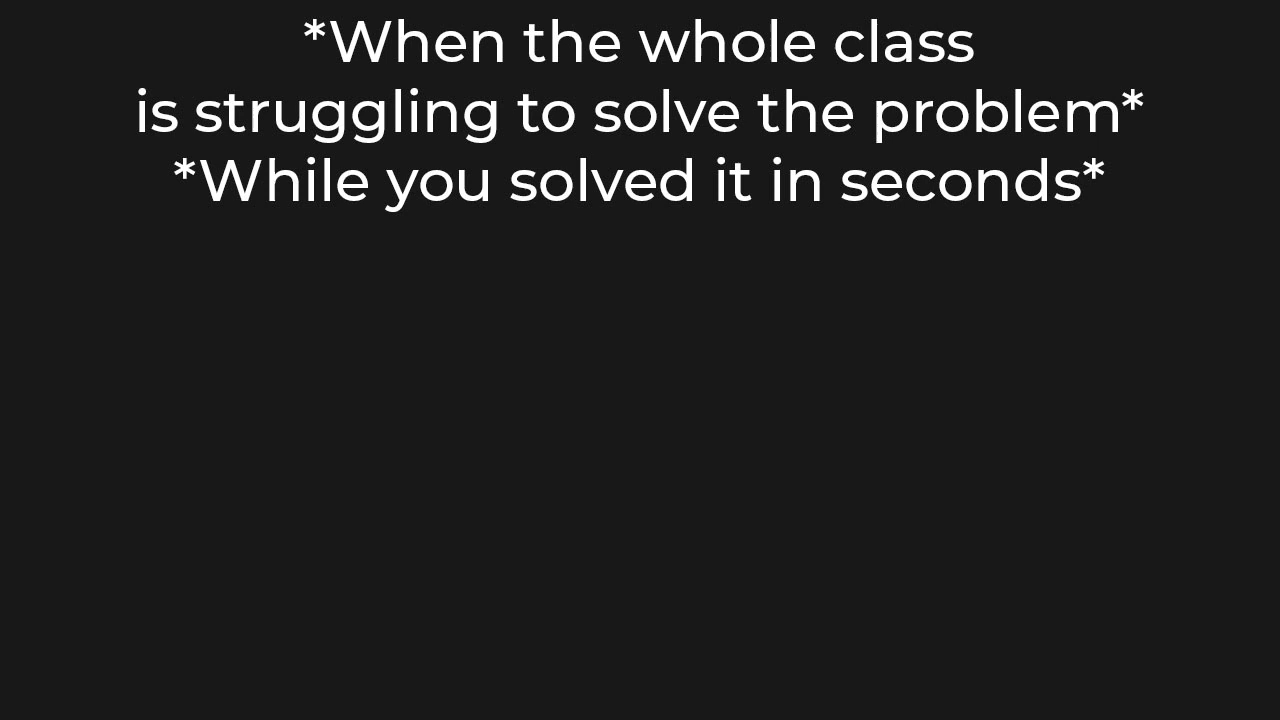 *When the whole class
is struggling to solve the problem*
*While you solved it in seconds*